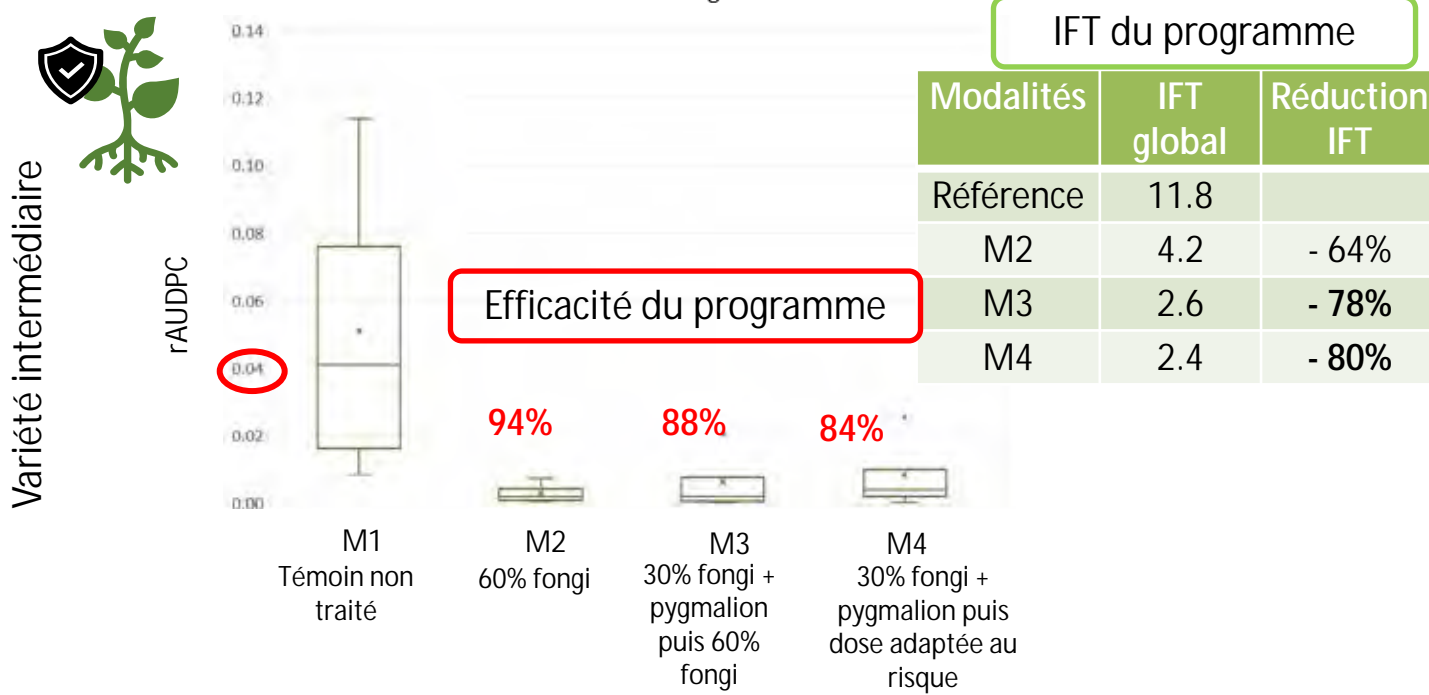 Variété intermédiaire
rAUDPC
0.14
0.12
0.10
0.08
0.06
0.04
0.02
0.00
IFT du programme
Modalités IFT global Réduction IFT
Référence 11.8
M2 4.2 - 64%
M3 2.6 - 78%
M4 2.4 - 80%
Efficacité du programme
94% 88% 84%
M1
Témoin non
traité
M2
60% fongi
M3
30% fongi +
pygmalion
puis 60%
fongi
M4
30% fongi +
pygmalion puis
dose adaptée au
risque